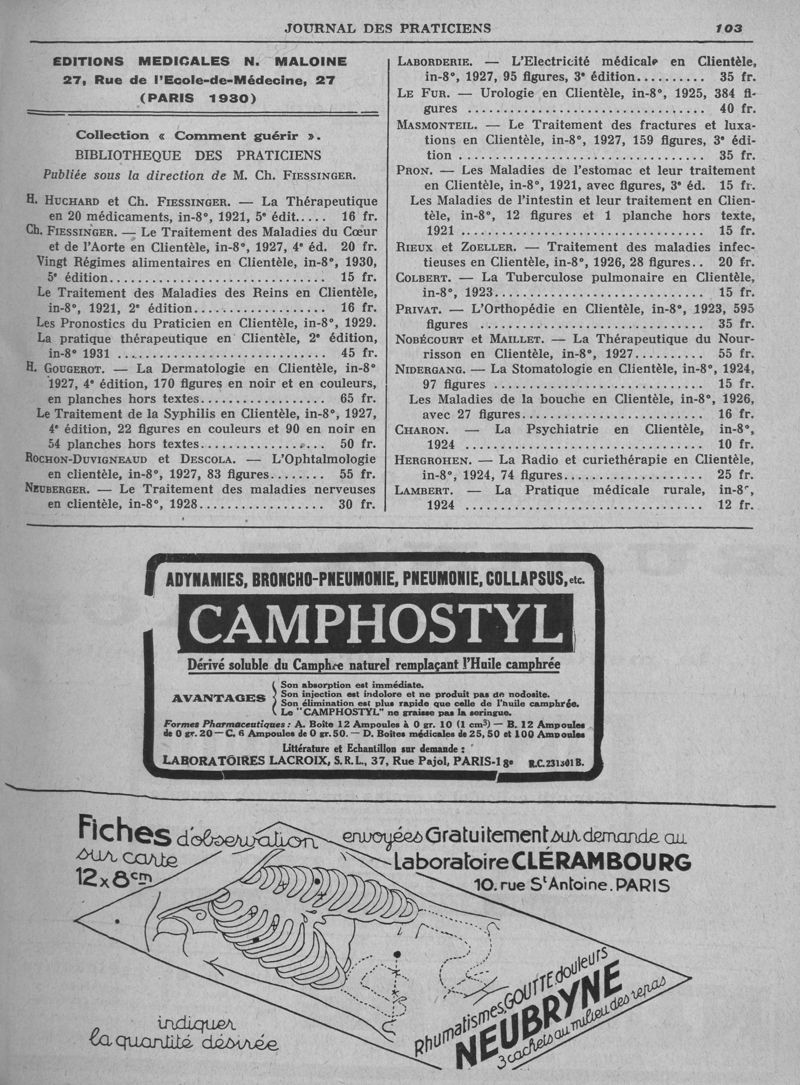 JOURNAL DES PRATICIENS 103
EDITIONS MEDICALES N. MALOINE
27, Rue de l'Ecole-de-Médecine, 27
(PARIS 1930)
Collection « Comment guérir ».
BIBLIOTHEQUE DES PRATICIENS
Publiée sous la direction de M. Ch. FIESSINGER.
H. HUCHARD et Ch. FIESSINGER. — La Thérapeutique
en 20 médicaments, in-8°, 1921, 5e édit..... 16 fr.
Ch. FIESSINGER. — Le Traitement des Maladies du Cœur
et de l'Aorte en Clientèle, in-8°, 1927, 4e éd. 20 fr.
Vingt Régimes alimentaires en Clientèle, in-8°, 1930,
5e édition.............................. 15 fr.
Le Traitement des Maladies des Reins en Clientèle,
in-8°, 1921, 2e édition.................. 16 fr.
Les Pronostics du Praticien en Clientèle, in-8°, 1929.
La pratique thérapeutique en Clientèle, 2e édition,
in-8° 1931 ............................ 45 fr.
H. GOUGEROT. — La Dermatologie en Clientèle, in-8°
1927, 4e édition, 170 figures en noir et en couleurs,
en planches hors textes................. 65 fr.
Le Traitement de la Syphilis en Clientèle, in-8°, 1927,
4e édition, 22 figures en couleurs et 90 en noir en
54 planches hors textes................. 50 fr.
ROCHON-DUVIGNEAUD et DESCOLA. — L'Ophtalmologie
en clientèle, in-8°, 1927, 83 figures........ 55 fr.
NEUBERGER. — Le Traitement des maladies nerveuses
en clientèle, in-8°, 1928.................. 30 fr.
LABORDERIE. — L'Electricité médicale en Clientèle,
in-8°, 1927, 95 figures, 3e édition.......... 35 fr.
LE FUR. — Urologie en Clientèle, in-8°, 1925, 384 fi-
gures ................................. 40 fr.
MASMONTEIL. — Le Traitement des fractures et luxa-
tions en Clientèle, in-8°, 1927, 159 figures, 3e édi-
tion .................................. 35 fr.
PRON. — Les Maladies de l'estomac et leur traitement
en Clientèle, in-8°, 1921, avec figures, 3e éd. 15 fr.
Les Maladies de l'intestin et leur traitement en Clien-
tèle, in-8°, 12 figures et 1 planche hors texte,
1921 .................................. 15 fr.
RIEUX et ZOELLER. — Traitement des maladies infec-
tieuses en Clientèle, in-8°, 1926, 28 figures.. 20 fr.
COLBERT. — La Tuberculose pulmonaire en Clientèle,
in-8°, 1923............................. 15 fr.
PRIVAT. — L'Orthopédie en Clientèle, in-8°, 1923, 595
figures ............................... 35 fr.
NOBÉCOURT et MAILLET. — La Thérapeutique du Nour-
risson en Clientèle, in-8°, 1927.......... 55 fr.
NIDERGANG. — La Stomatologie en Clientèle, in-8°, 1924,
97 figures .............................. 15 fr.
Les Maladies de la bouche en Clientèle, in-8°, 1926,
avec 27 figures.......................... 16 fr.
CHARON. — La Psychiatrie en Clientèle, in-8°,
1924 ................................. 10 fr.
HERGROHEN. — La Radio et curiethérapie en Clientèle,
in-8°, 1924, 74 figures.................... 25 fr.
LAMBERT. — La Pratique médicale rurale, in-8°,
1924 .................................. 12 fr.
ADYNAMIES, BRONCHO-PNEUMONIE, PNEUMONIE, COLLAPSUS, etc.
CAMPHOSTYL
Dérivé soluble du Camphre naturel remplaçant l'Huile camphrée
AVANTAGES
Son absorption est immédiate.
Son injection est indolore et ne produit pas de nodosite.
Son élimination est plus rapide que celle de l'huile camphrée.
Le "CAMPHOSTYL" ne graisse pas la seringue.
Formes Pharmaceutiques : A. Boîte 12 Ampoules à 0 gr. 10 (1 cm3) — B. 12 Ampoules
de 0 gr. 20 — C. 6 Ampoules de 0 gr. 50. — D. Boîtes médicales de 25, 50 et 100 Ampoules
Littérature et Echantillon sur demande :
LABORATOIRES LACROIX, S.R.L., 37, Rue Pajol, PARIS-18e R.C. 231301 B.
Fiches d'observation envoyées Gratuitement sur demande au
sur carte Laboratoire CLÉRAMBOURG
12x8cm 10. rue St Antoine. PARIS
Rhumatismes, GOUTTE douleurs
NEUBRYNE
3 cachets au milieu des repas
indiquer
la quantité désirée